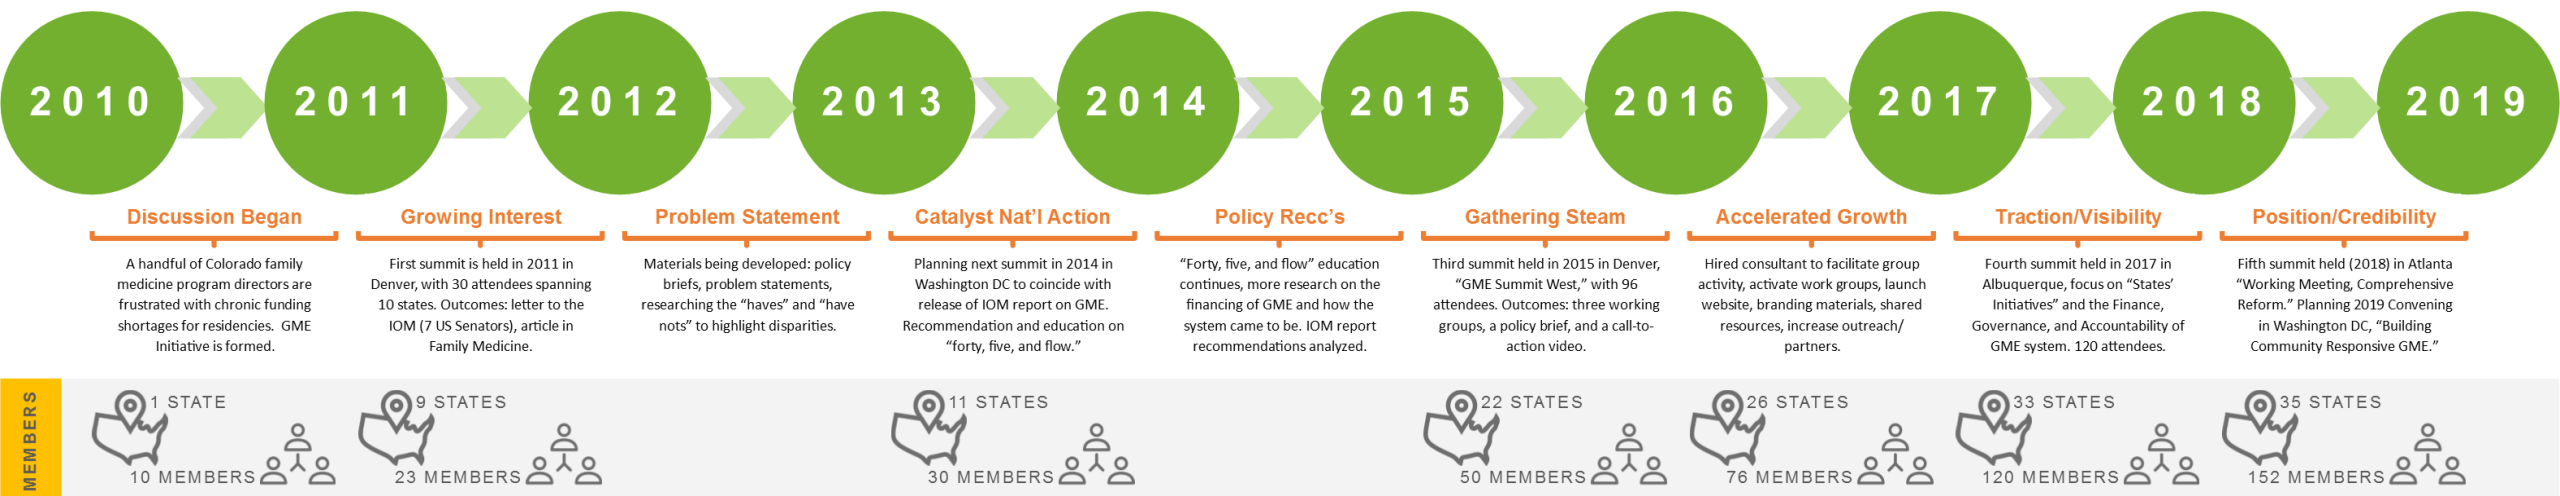 2010
2011
2012
2013
2014
2015
2016
2017
2018
2019
Discussion Began
A handful of Colorado family
medicine program directors are
frustrated with chronic funding
shortages for residencies. GME
Initiative is formed.
Growing Interest
First summit is held in 2011 in
Denver, with 30 attendees spanning
10 states. Outcomes: letter to the
IOM (7 US Senators), article in
Family Medicine.
Problem Statement
Materials being developed: policy
briefs, problem statements,
researching the “haves” and “have
nots” to highlight disparities.
Catalyst Nat’l Action
Planning next summit in 2014 in
Washington DC to coincide with
release of IOM report on GME.
Recommendation and education on
“forty, five, and flow.”
Policy Recc’s
“Forty, five, and flow” education
continues, more research on the
financing of GME and how the
system came to be. IOM report
recommendations analyzed.
Gathering Steam
Third summit held in 2015 in Denver,
“GME Summit West,” with 96
attendees. Outcomes: three working
groups, a policy brief, and a call-to-
action video.
Accelerated Growth
Hired consultant to facilitate group
activity, activate work groups, launch
website, branding materials, shared
resources, increase outreach/
partners.
Traction/Visibility
Fourth summit held in 2017 in
Albuquerque, focus on “States’
Initiatives” and the Finance,
Governance, and Accountability of
GME system. 120 attendees.
Position/Credibility
Fifth summit held (2018) in Atlanta
“Working Meeting, Comprehensive
Reform.” Planning 2019 Convening
in Washington DC, “Building
Community Responsive GME.”
MEMBERS
1 STATE
10 MEMBERS
9 STATES
23 MEMBERS
11 STATES
30 MEMBERS
22 STATES
50 MEMBERS
26 STATES
76 MEMBERS
33 STATES
120 MEMBERS
35 STATES
152 MEMBERS